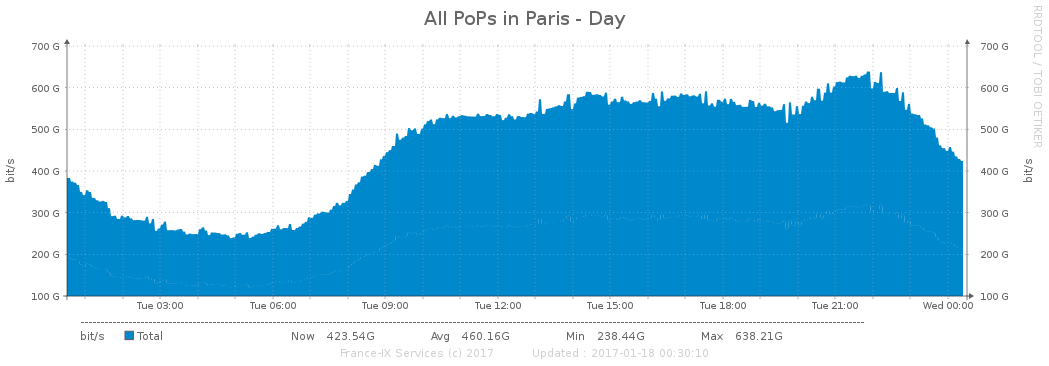 All PoPs in Paris - Day
RRDTOOL / TOBI OETIKER
700 G 700 G
600 G 600 G
500 G 500 G
400 G 400 G
300 G 300 G
200 G 200 G
100 G 100 G
bit/s bit/s
Tue 03:00 Tue 06:00 Tue 09:00 Tue 12:00 Tue 15:00 Tue 18:00 Tue 21:00 Wed 00:00
bit/s Total Now 423.54G Avg 460.16G Min 238.44G Max 638.21G
France-IX Services (c) 2017 Updated : 2017-01-18 00:30:10